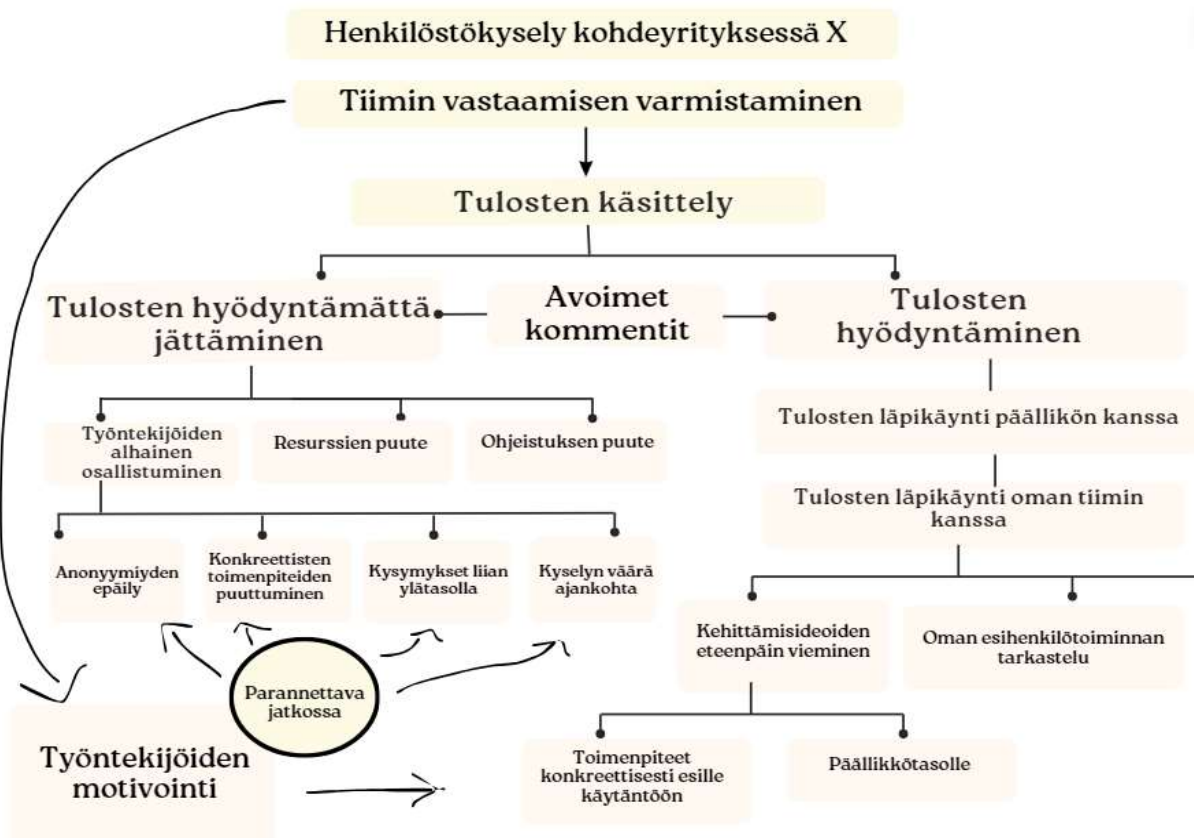 Henkilöstökysely kohdeyrityksessä X
Tiimin vastaamisen varmistaminen
Tulosten käsittely
Tulosten hyödyntämättä
jättäminen
Avoimet
kommentit
Tulosten
hyödyntäminen
Työntekijöiden
alhainen
osallistuminen
Resurssien puute
Ohjeistuksen puute
Tulosten läpikäynti päällikön kanssa
Tulosten läpikäynti oman tiimin
kanssa
Anonyymiyden
epäily
Konkreettisten
toimenpiteiden
puuttuminen
Kysymykset liian
ylätasolla
Kyselyn väärä
ajankohta
Kehittämisideoiden
eteenpäin vieminen
Oman esihenkilötoiminnan
tarkastelu
Parannettava
jatkossa
Työntekijöiden
motivointi
Toimenpiteet
konkreettisesti esille
käytäntöön
Päällikkötasolle